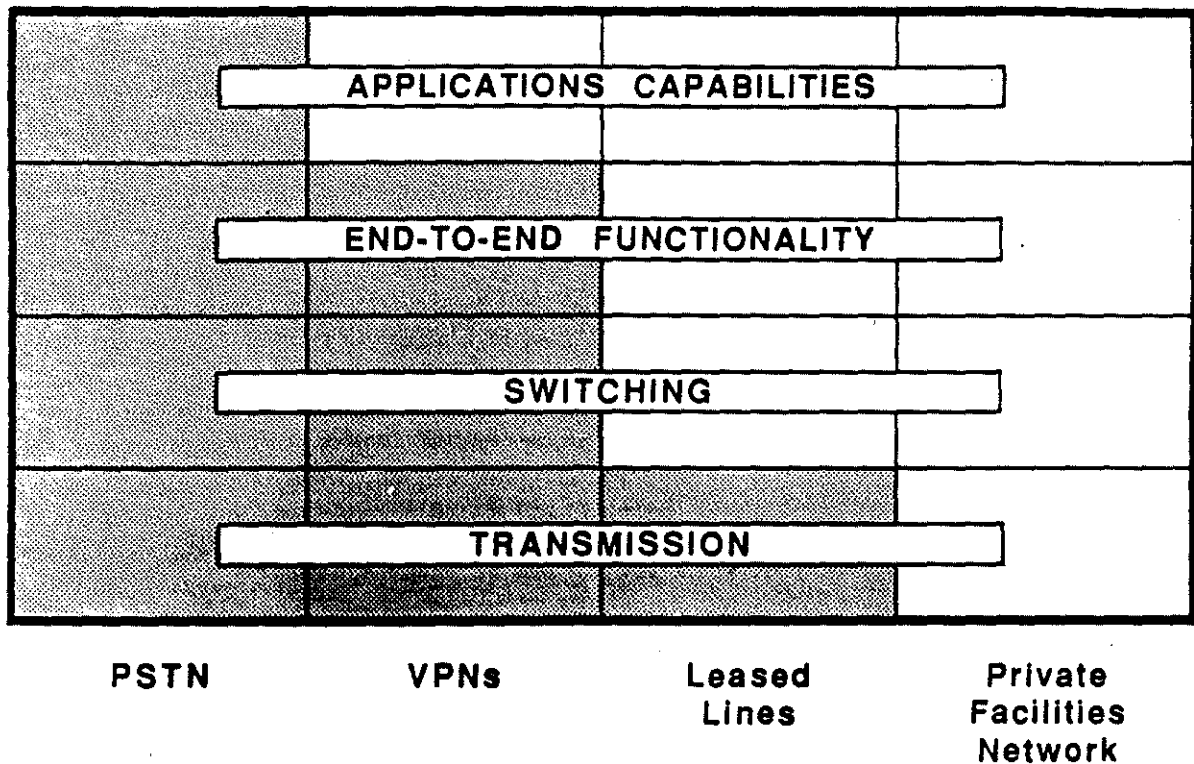 APPLICATIONS CAPABILITIES
END-TO-END FUNCTIONALITY
SWITCHING
TRANSMISSION
PSTN
VPNs
Leased
Lines
Private
Facilities
Network